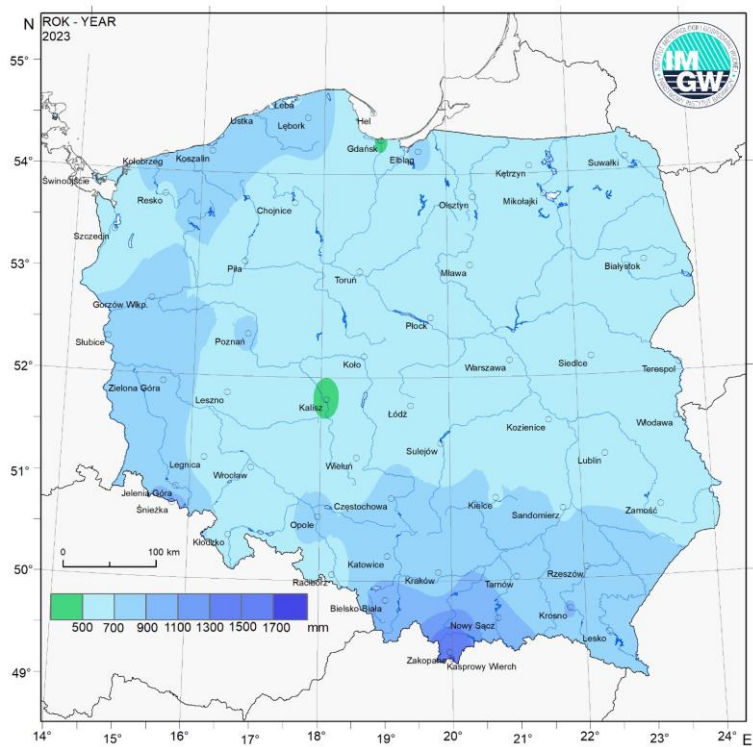 N
ROK - YEAR
2023
IMGW
55°
Łeba
Ustka
Lębork
Hel
Gdańsk
54°
Kołobrzeg
Koszalin
Elbląg
Kętrzyn
Suwałki
Świnoujście
Resko
Chojnice
Olsztyn
Mikołajki
Szczecin
53°
Piła
Toruń
Mława
Białystok
Gorzów Wlkp.
Płock
Słubice
Poznań
52°
Koło
Warszawa
Siedlce
Terespol
Zielona Góra
Leszno
Kalisz
Łódź
Kozienice
Włodawa
51°
Legnica
Wrocław
Wieluń
Sulejów
Lublin
Jelenia Góra
Śnieżka
Częstochowa
Kielce
Sandomierz
Zamość
Opole
Kłodzko
0 100 km
50°
Katowice
Racibórz
Kraków
Tarnów
Rzeszów
500 700 900 1100 1300 1500 1700 mm
Bielsko-Biała
Nowy Sącz
Krosno
Lesko
49°
Zakopane
Kasprowy Wierch
14° 15° 16° 17° 18° 19° 20° 21° 22° 23° 24° E